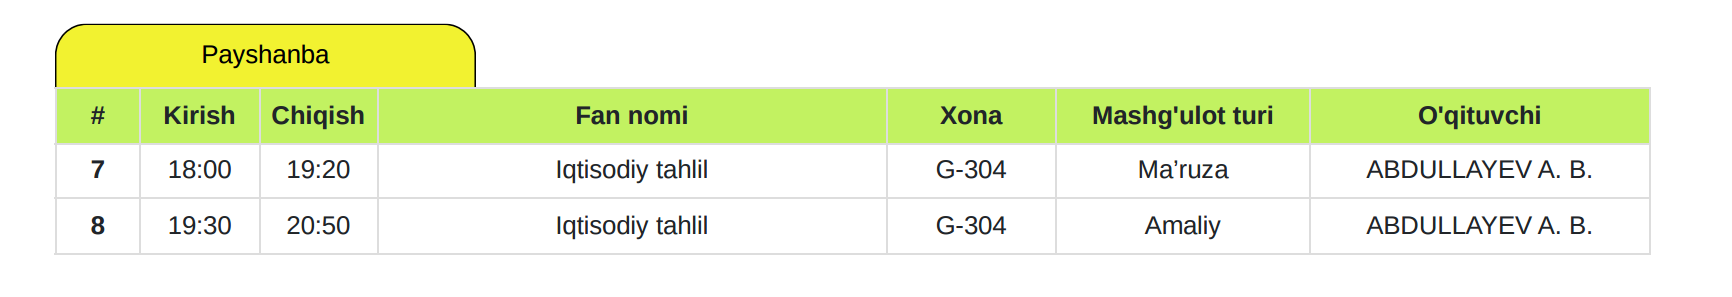 Payshanba
# Kirish Chiqish Fan nomi Xona Mashg'ulot turi O'qituvchi
7 18:00 19:20 Iqtisodiy tahlil G-304 Ma’ruza ABDULLAYEV A. B.
8 19:30 20:50 Iqtisodiy tahlil G-304 Amaliy ABDULLAYEV A. B.